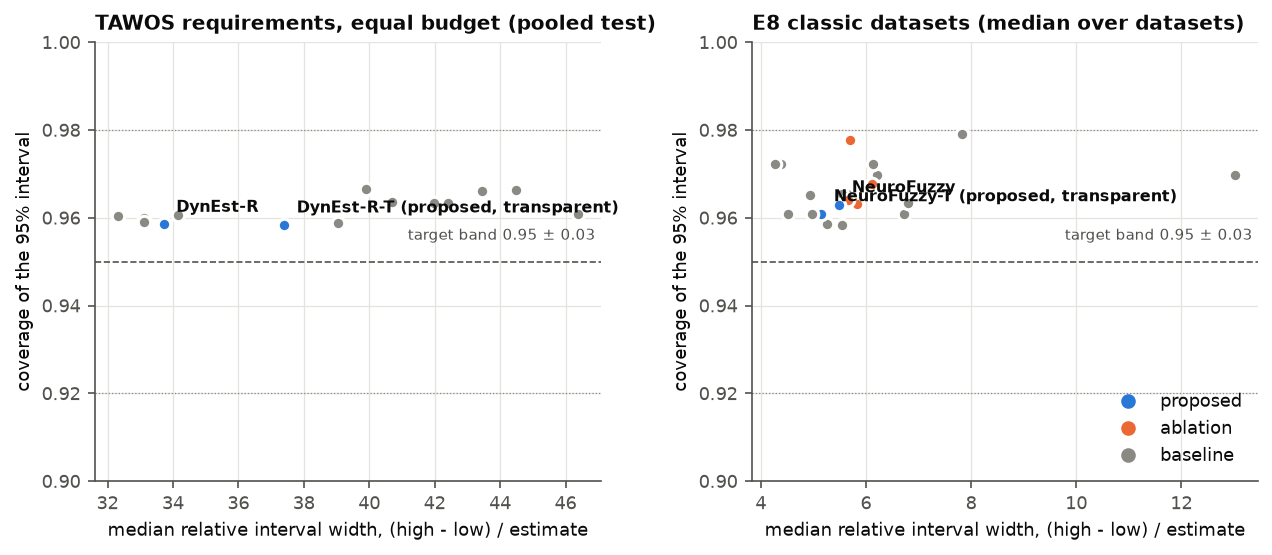 TAWOS requirements, equal budget (pooled test)
1.00
0.98
0.96
0.94
0.92
0.90
coverage of the 95% interval
DynEst-R
DynEst-R-T (proposed, transparent)
target band 0.95 ± 0.03
32 34 36 38 40 42 44 46
median relative interval width, (high - low) / estimate
E8 classic datasets (median over datasets)
1.00
0.98
0.96
0.94
0.92
0.90
coverage of the 95% interval
NeuroFuzzy
NeuroFuzzy-T (proposed, transparent)
target band 0.95 ± 0.03
proposed
ablation
baseline
4 6 8 10 12
median relative interval width, (high - low) / estimate